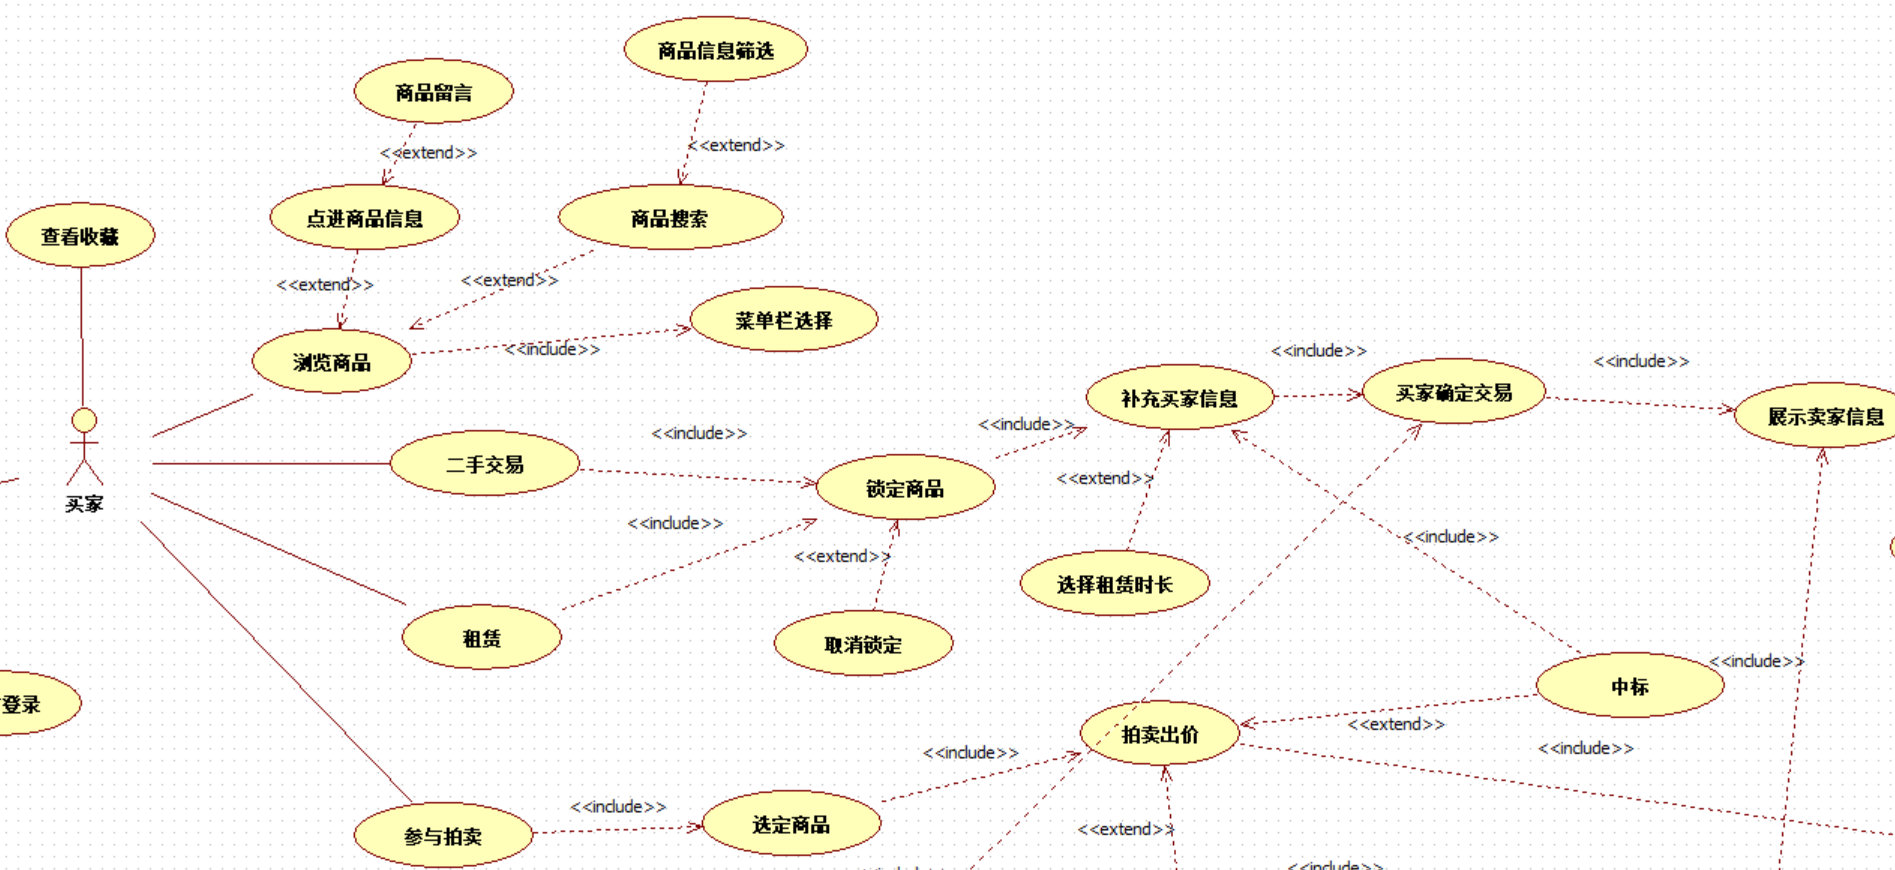 商品信息筛选
商品留言
<<extend>>
<<extend>>
点进商品信息
商品搜索
查看收藏
<<extend>>
<<extend>>
菜单栏选择
<<include>>
浏览商品
<<include>>
<<include>>
补充买家信息
买家确定交易
展示卖家信息
<<include>>
<<include>>
二手交易
<<extend>>
锁定商品
买家
<<include>>
<<extend>>
<<include>>
选择租赁时长
租赁
取消锁定
<<include>>
中标
登录
<<extend>>
拍卖出价
<<include>>
<<include>>
<<include>>
选定商品
<<extend>>
参与拍卖
<<include>>